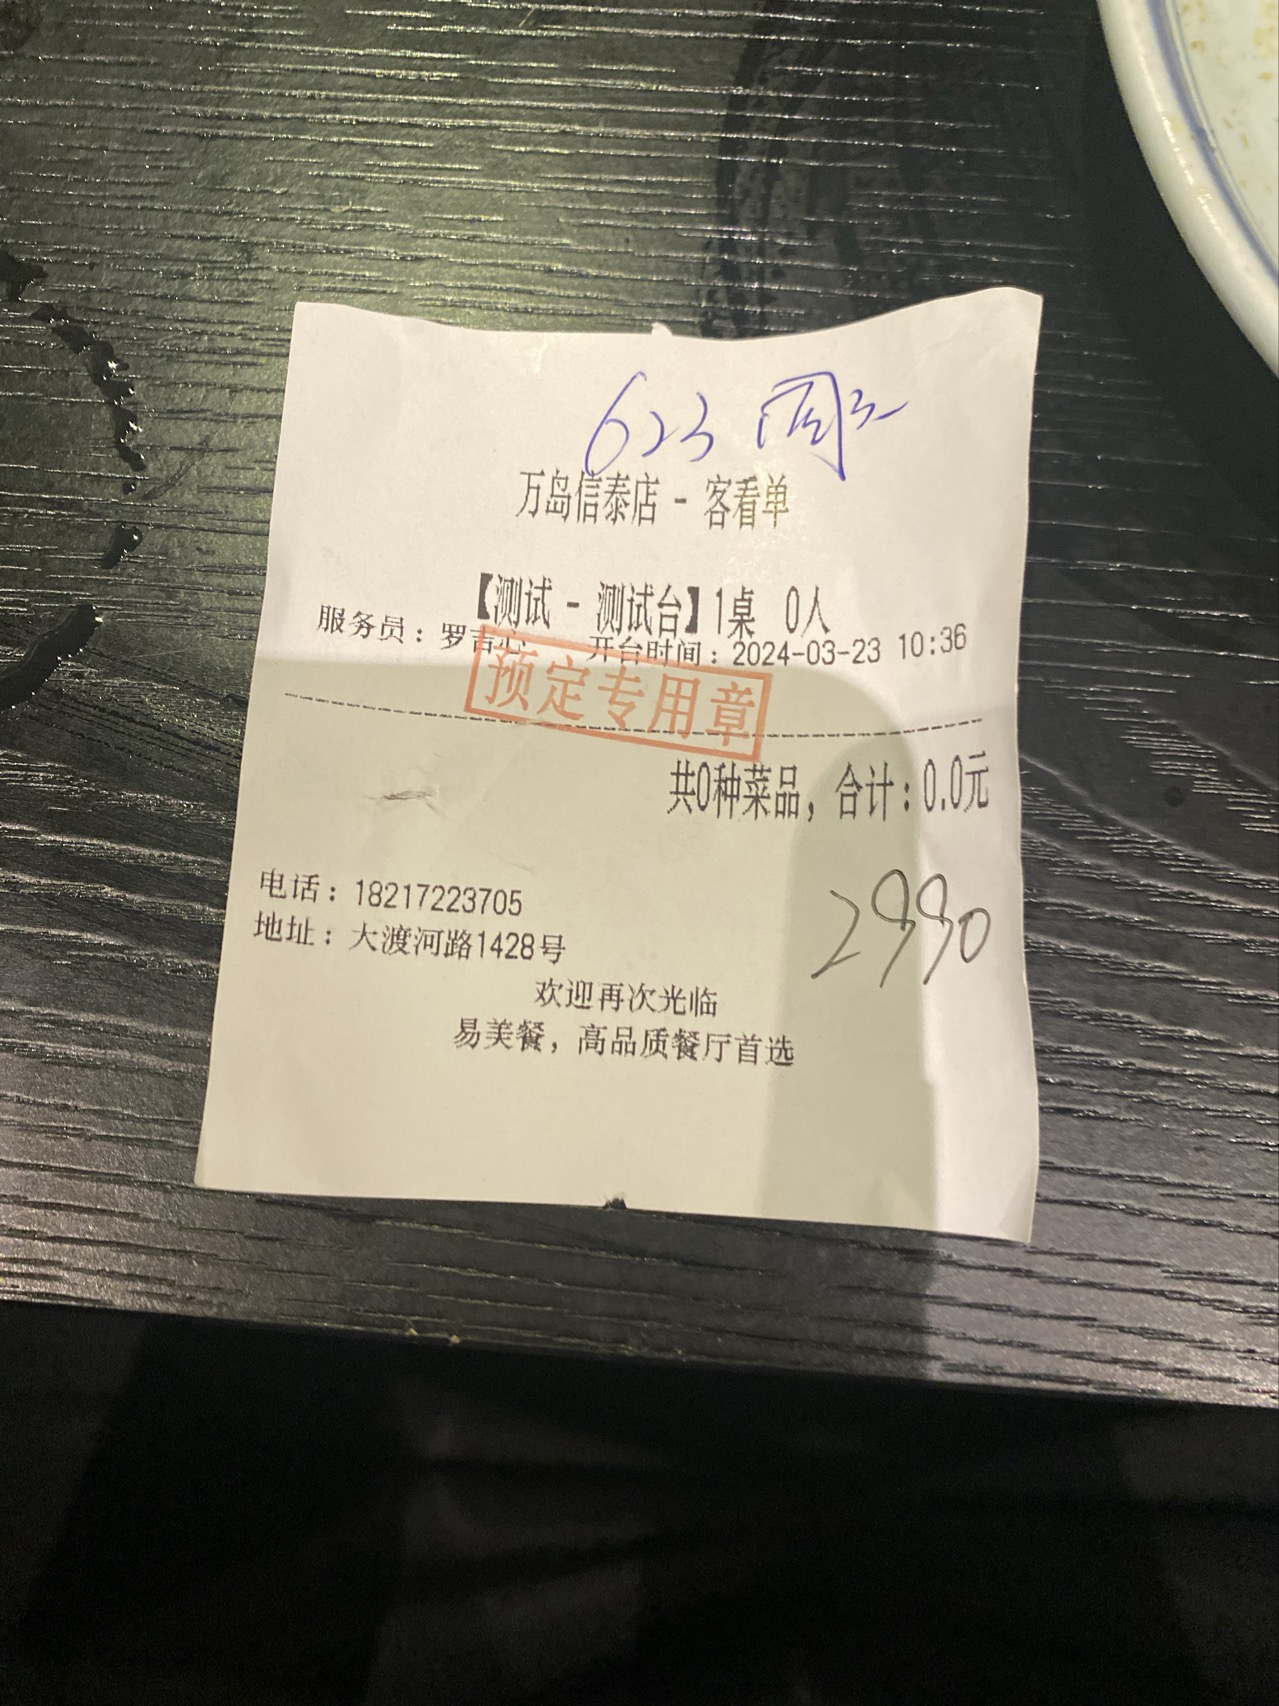 623 周
万岛信泰店 - 客看单
【测试 - 测试台】1桌 0人
服务员：罗 开台时间：2024-03-23 10:36
预定专用章
共0种菜品，合计：0.0元
2990
电话：18217223705
地址：大渡河路1428号
欢迎再次光临
易美餐，高品质餐厅首选